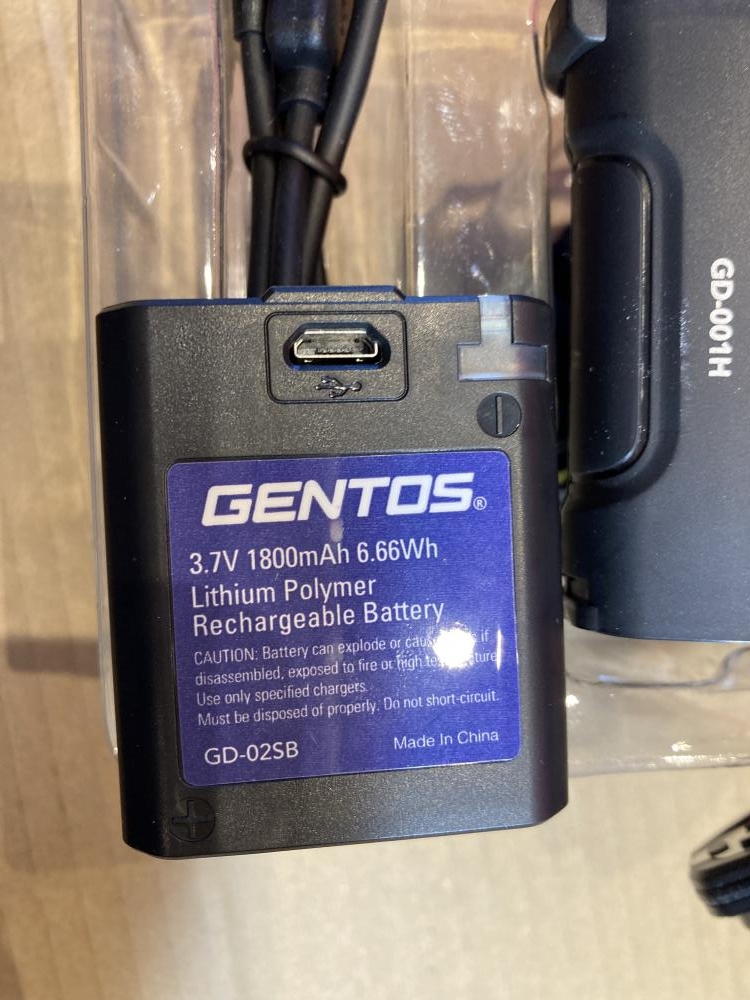 GENTOS®
3.7V 1800mAh 6.66Wh
Lithium Polymer
Rechargeable Battery
CAUTION: Battery can explode or if
disassembled, exposed to fire or high
Use only specified chargers.
Must be disposed of properly. Do not short-circuit.
GD-02SB
Made In China
GD-001H